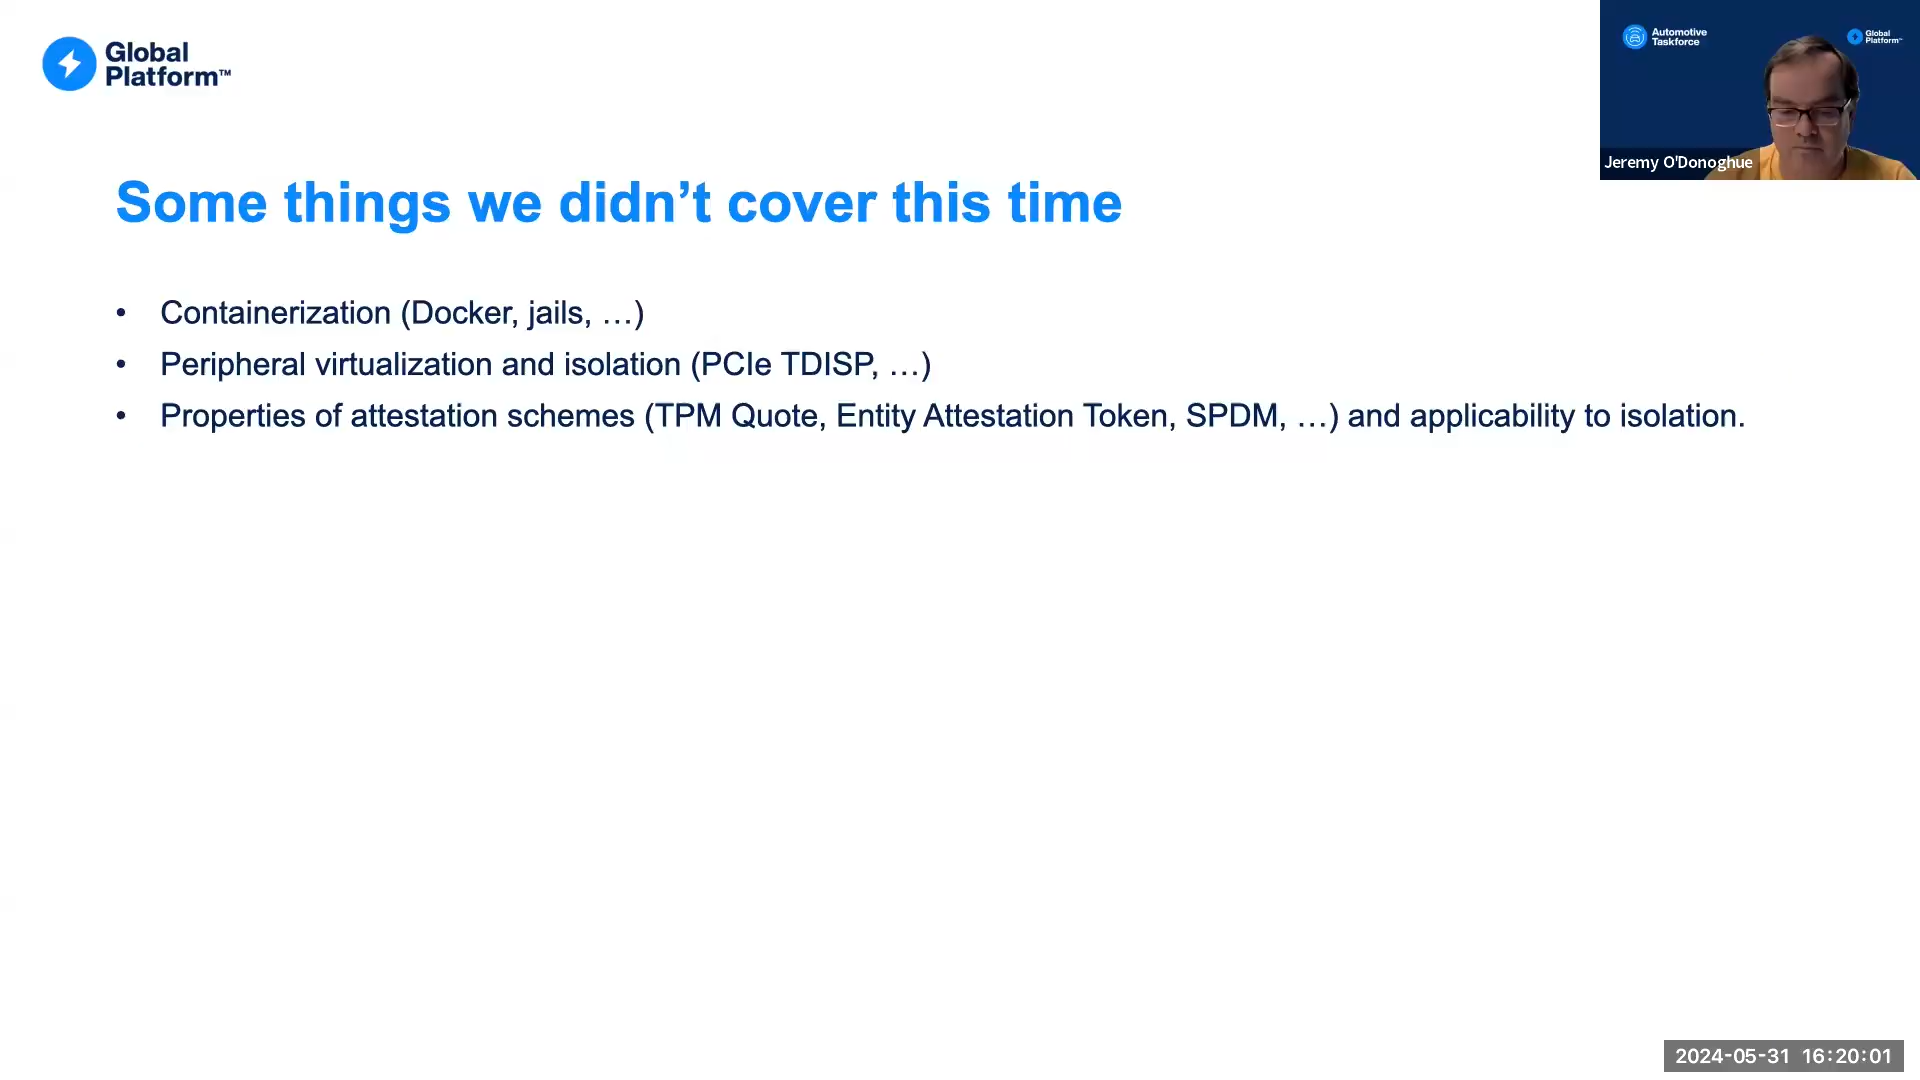 Global
Platform™
Automotive
Taskforce
Global
Platform™
Jeremy O'Donoghue
Some things we didn’t cover this time
• Containerization (Docker, jails, …)
• Peripheral virtualization and isolation (PCIe TDISP, …)
• Properties of attestation schemes (TPM Quote, Entity Attestation Token, SPDM, …) and applicability to isolation.
2024-05-31 16:20:01